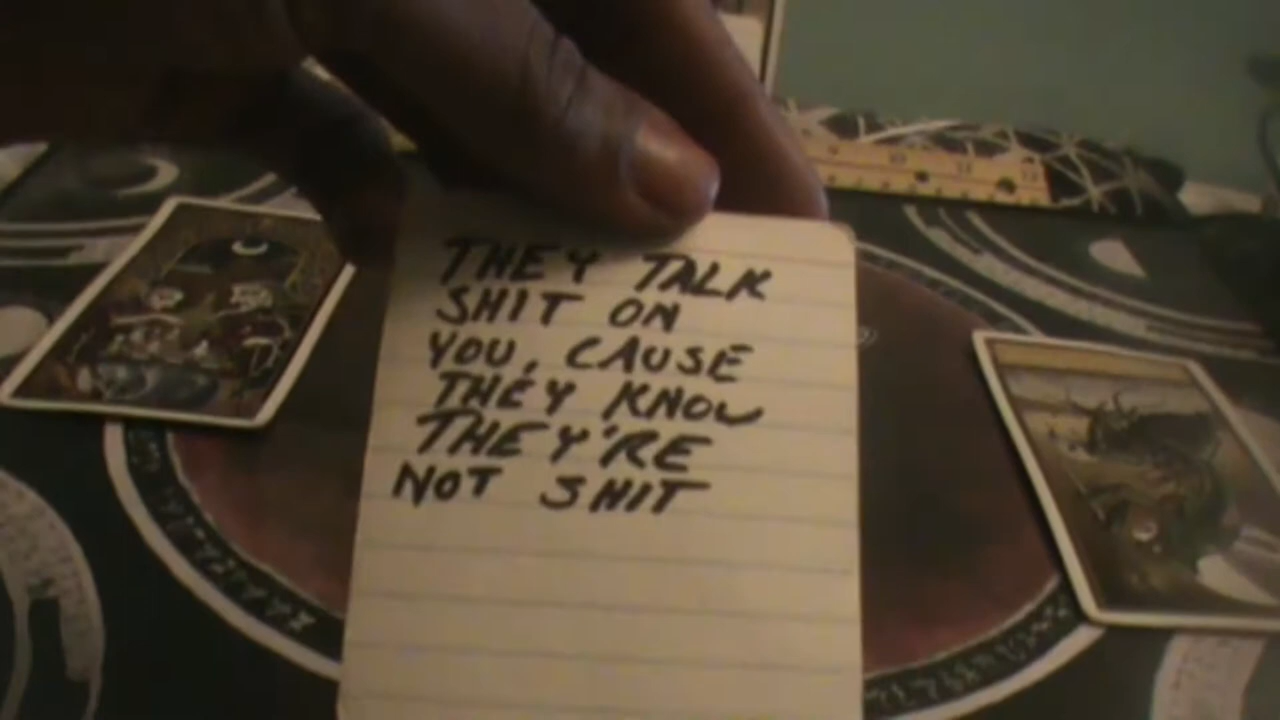 THEY TALK
SHIT ON
YOU, CAUSE
THEY KNOW
THEY'RE
NOT SHIT